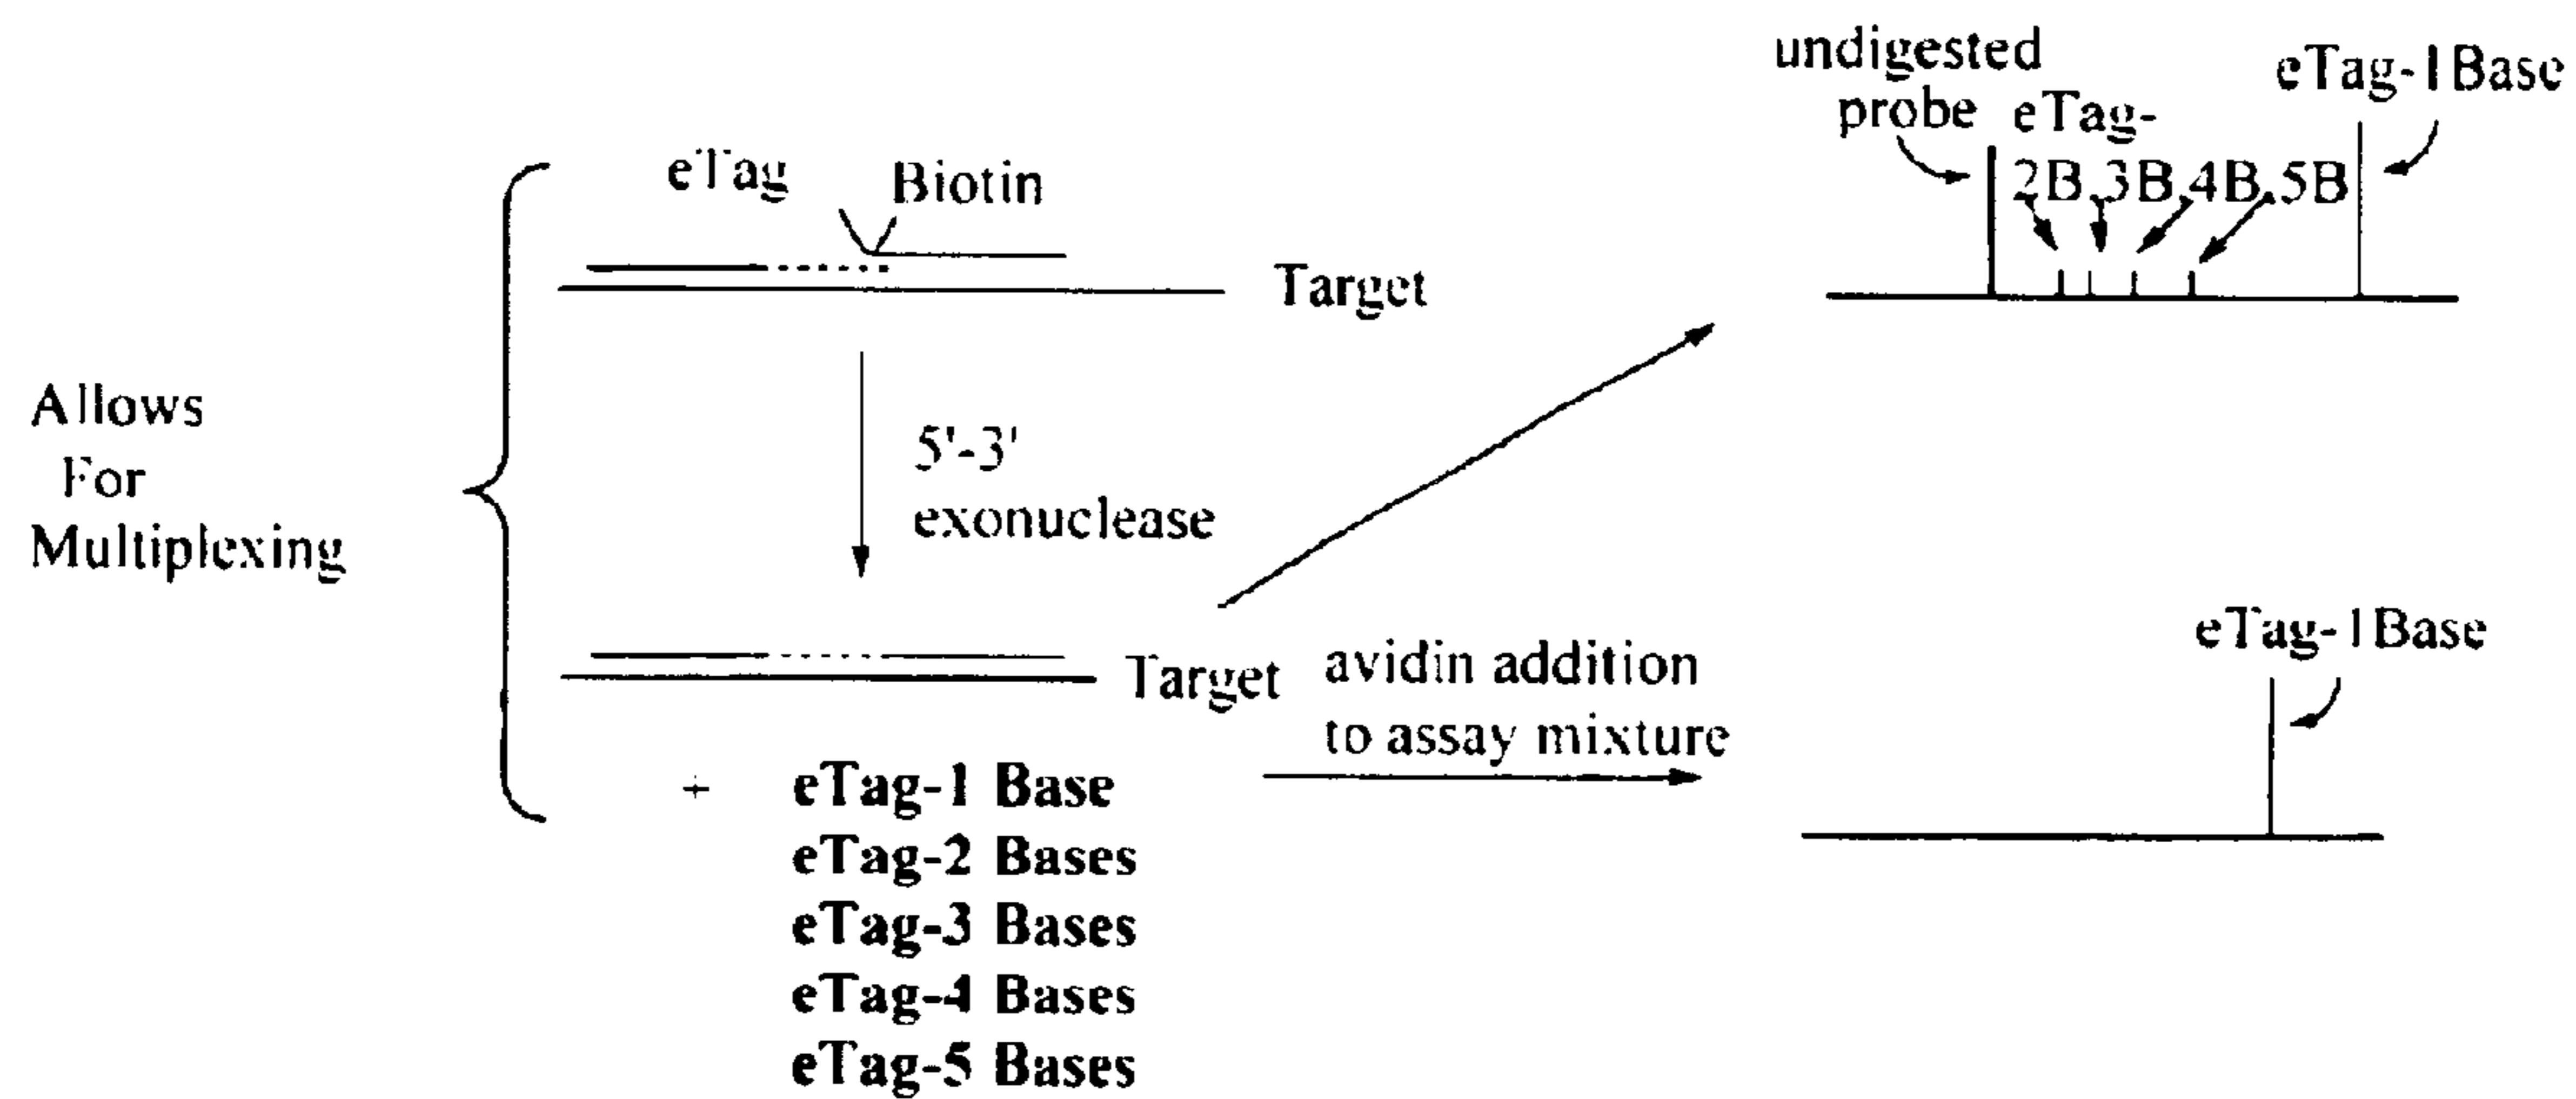 undigested
probe
eTag-
2B,3B,4B,5B
eTag-1Base
eTag
Biotin
Target
Allows
For
Multiplexing
5'-3'
exonuclease
Target
avidin addition
to assay mixture
eTag-1Base
+ eTag-1 Base
eTag-2 Bases
eTag-3 Bases
eTag-4 Bases
eTag-5 Bases